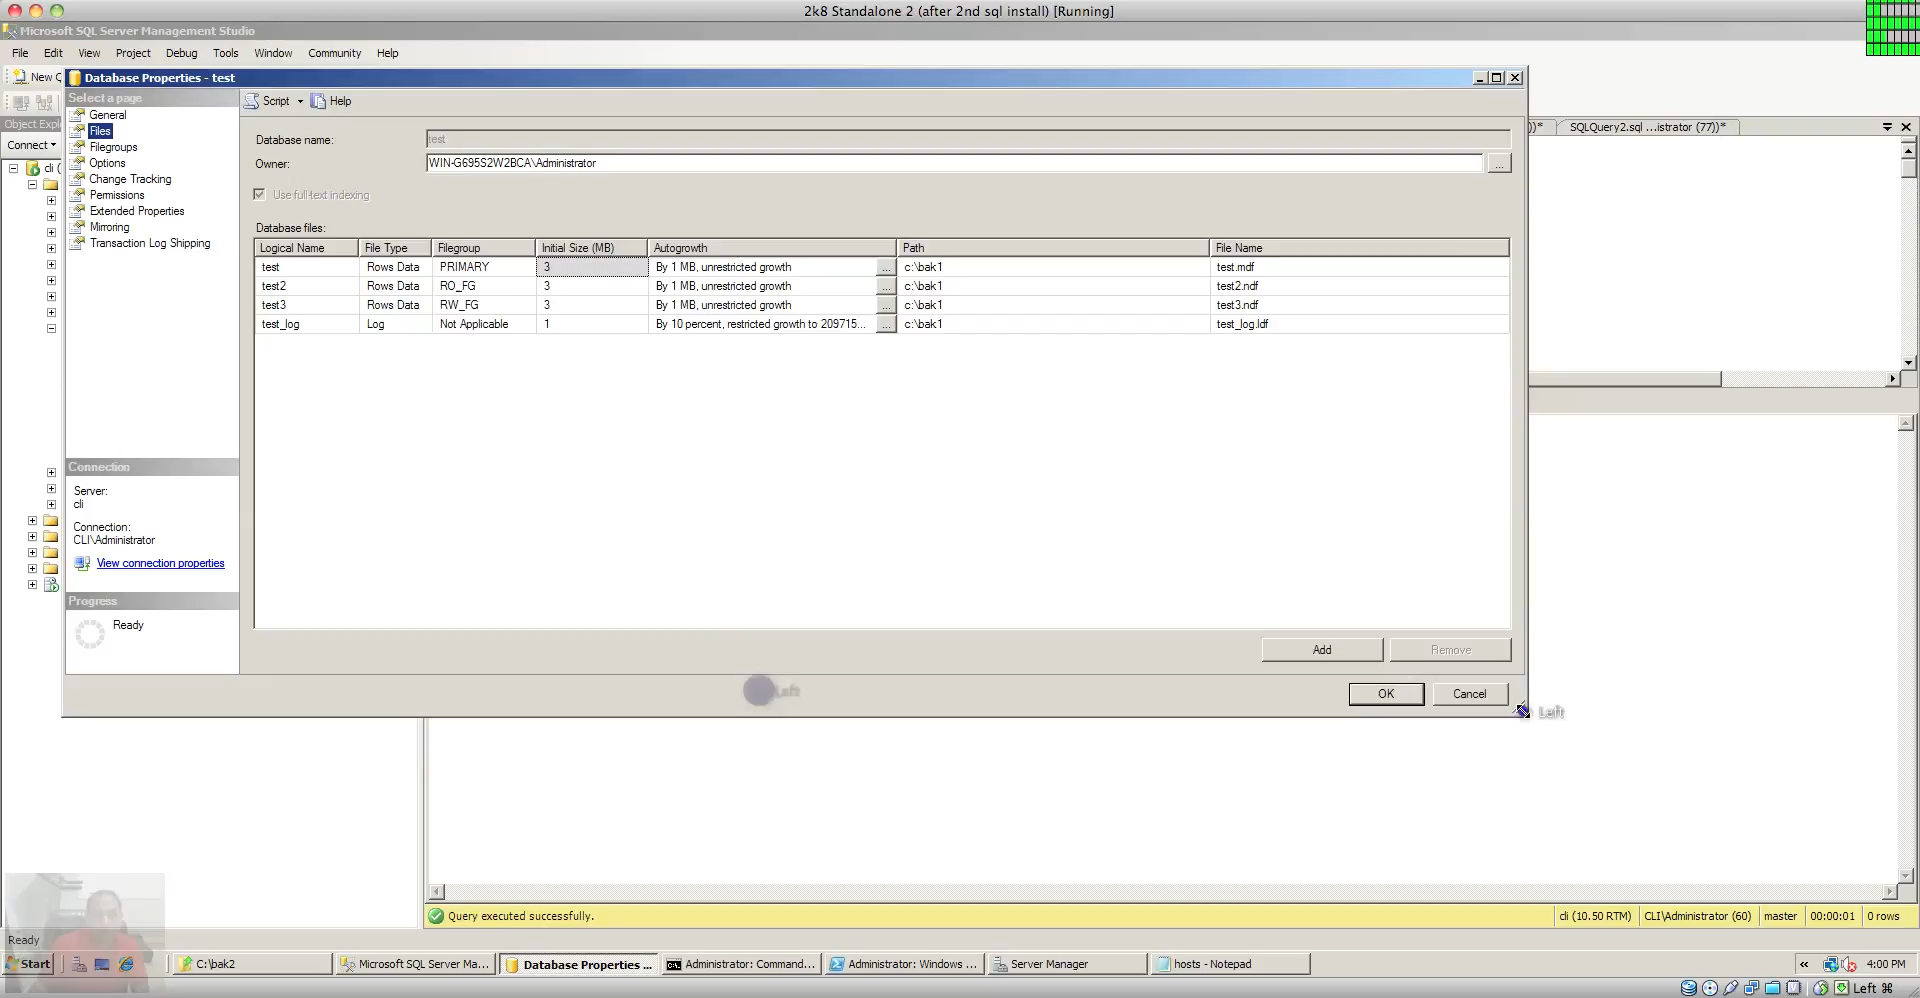 2k8 Standalone 2 (after 2nd sql install) [Running]
Microsoft SQL Server Management Studio
File Edit View Project Debug Tools Window Community Help
New Q
Database Properties - test
Select a page
Script Help
General
Files
Filegroups
Options
Change Tracking
Permissions
Extended Properties
Mirroring
Transaction Log Shipping
Object Expl
Connect
cli (
))*
SQLQuery2.sql ...istrator (77))*
Database name: test
Owner: WIN-G695S2W2BCA\Administrator ...
Use full-text indexing
Database files:
Logical Name File Type Filegroup Initial Size (MB) Autogrowth Path File Name
test Rows Data PRIMARY 3 By 1 MB, unrestricted growth ... c:\bak1 test.mdf
test2 Rows Data RO_FG 3 By 1 MB, unrestricted growth ... c:\bak1 test2.ndf
test3 Rows Data RW_FG 3 By 1 MB, unrestricted growth ... c:\bak1 test3.ndf
test_log Log Not Applicable 1 By 10 percent, restricted growth to 209715... ... c:\bak1 test_log.ldf
Connection
Server:
cli
Connection:
CLI\Administrator
View connection properties
Progress
Ready
Add Remove
Left
OK Cancel
Left
Query executed successfully. cli (10.50 RTM) CLI\Administrator (60) master 00:00:01 0 rows
Ready
Start C:\bak2 Microsoft SQL Server Ma... Database Properties ... Administrator: Command... Administrator: Windows ... Server Manager hosts - Notepad « 4:00 PM
Left ⌘